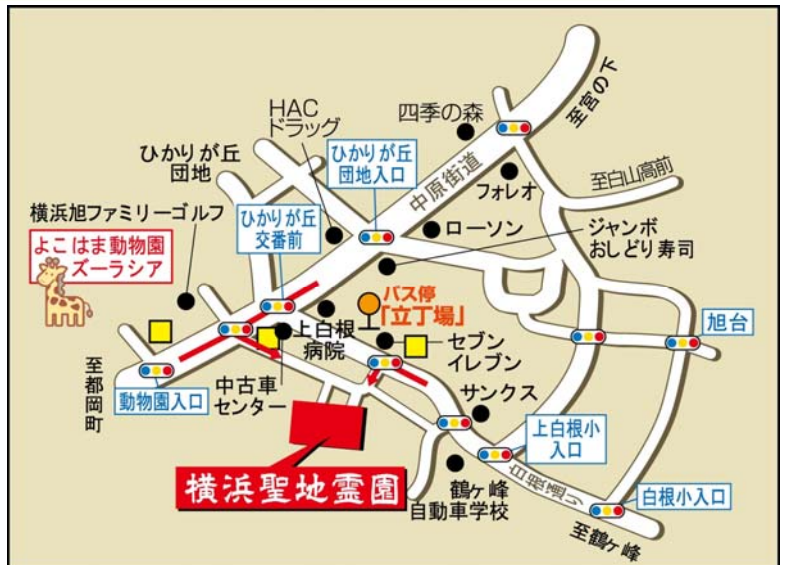 至宮の下
HAC
ドラッグ
四季の森
ひかりが丘
団地
ひかりが丘
団地入口
中原街道
フォレオ
至白山高前
横浜旭ファミリーゴルフ
ひかりが丘
交番前
ローソン
ジャンボ
おしどり寿司
よこはま動物園
ズーラシア
バス停
「立丁場」
上白根
病院
セブン
イレブン
旭台
至都岡町
動物園入口
中古車
センター
サンクス
上白根小
入口
横浜聖地霊園
鶴ヶ峰
自動車学校
白根通り
白根小入口
至鶴ヶ峰